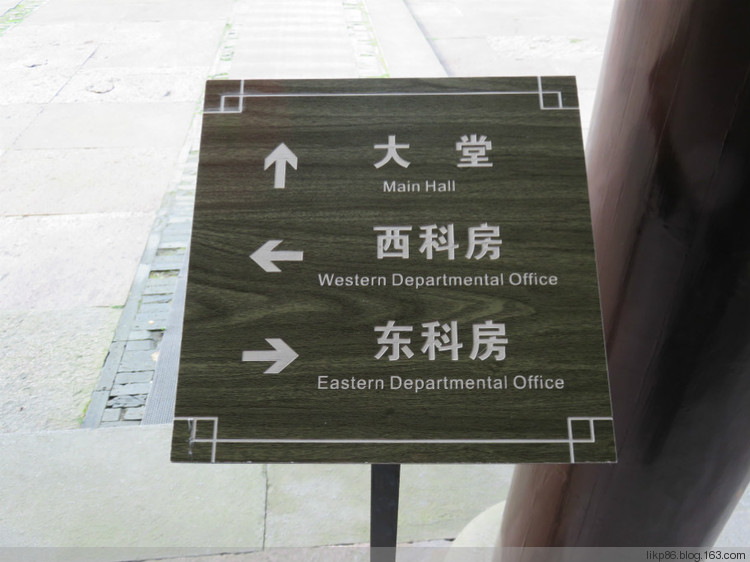 大 堂
Main Hall
西科房
Western Departmental Office
东科房
Eastern Departmental Office
likp86.blog.163.com